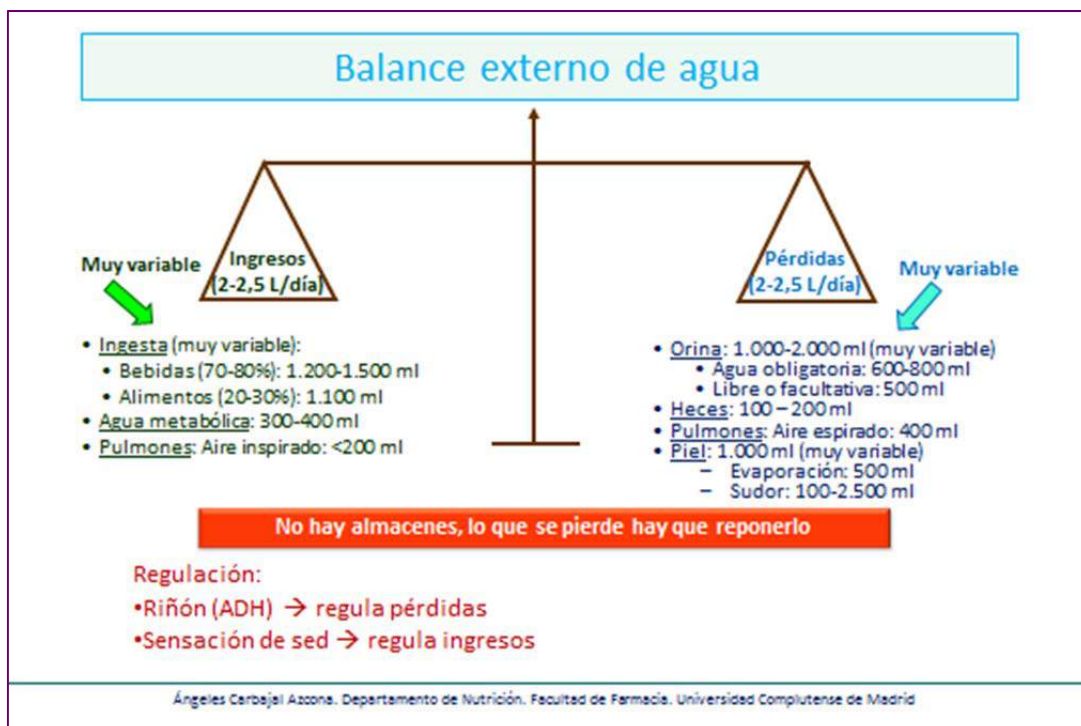 Balance externo de agua
Muy variable
Ingresos
(2-2,5 L/día)
• Ingesta (muy variable):
• Bebidas (70-80%): 1.200-1.500 ml
• Alimentos (20-30%): 1.100 ml
• Agua metabólica: 300-400 ml
• Pulmones: Aire inspirado: <200 ml
Pérdidas
(2-2,5 L/día)
Muy variable
• Orina: 1.000-2.000 ml (muy variable)
• Agua obligatoria: 600-800 ml
• Libre o facultativa: 500 ml
• Heces: 100 – 200 ml
• Pulmones: Aire espirado: 400 ml
• Piel: 1.000 ml (muy variable)
– Evaporación: 500 ml
– Sudor: 100-2.500 ml
No hay almacenes, lo que se pierde hay que reponerlo
Regulación:
•Riñón (ADH) → regula pérdidas
•Sensación de sed → regula ingresos
Ángeles Carbajal Azcona. Departamento de Nutrición. Facultad de Farmacia. Universidad Complutense de Madrid